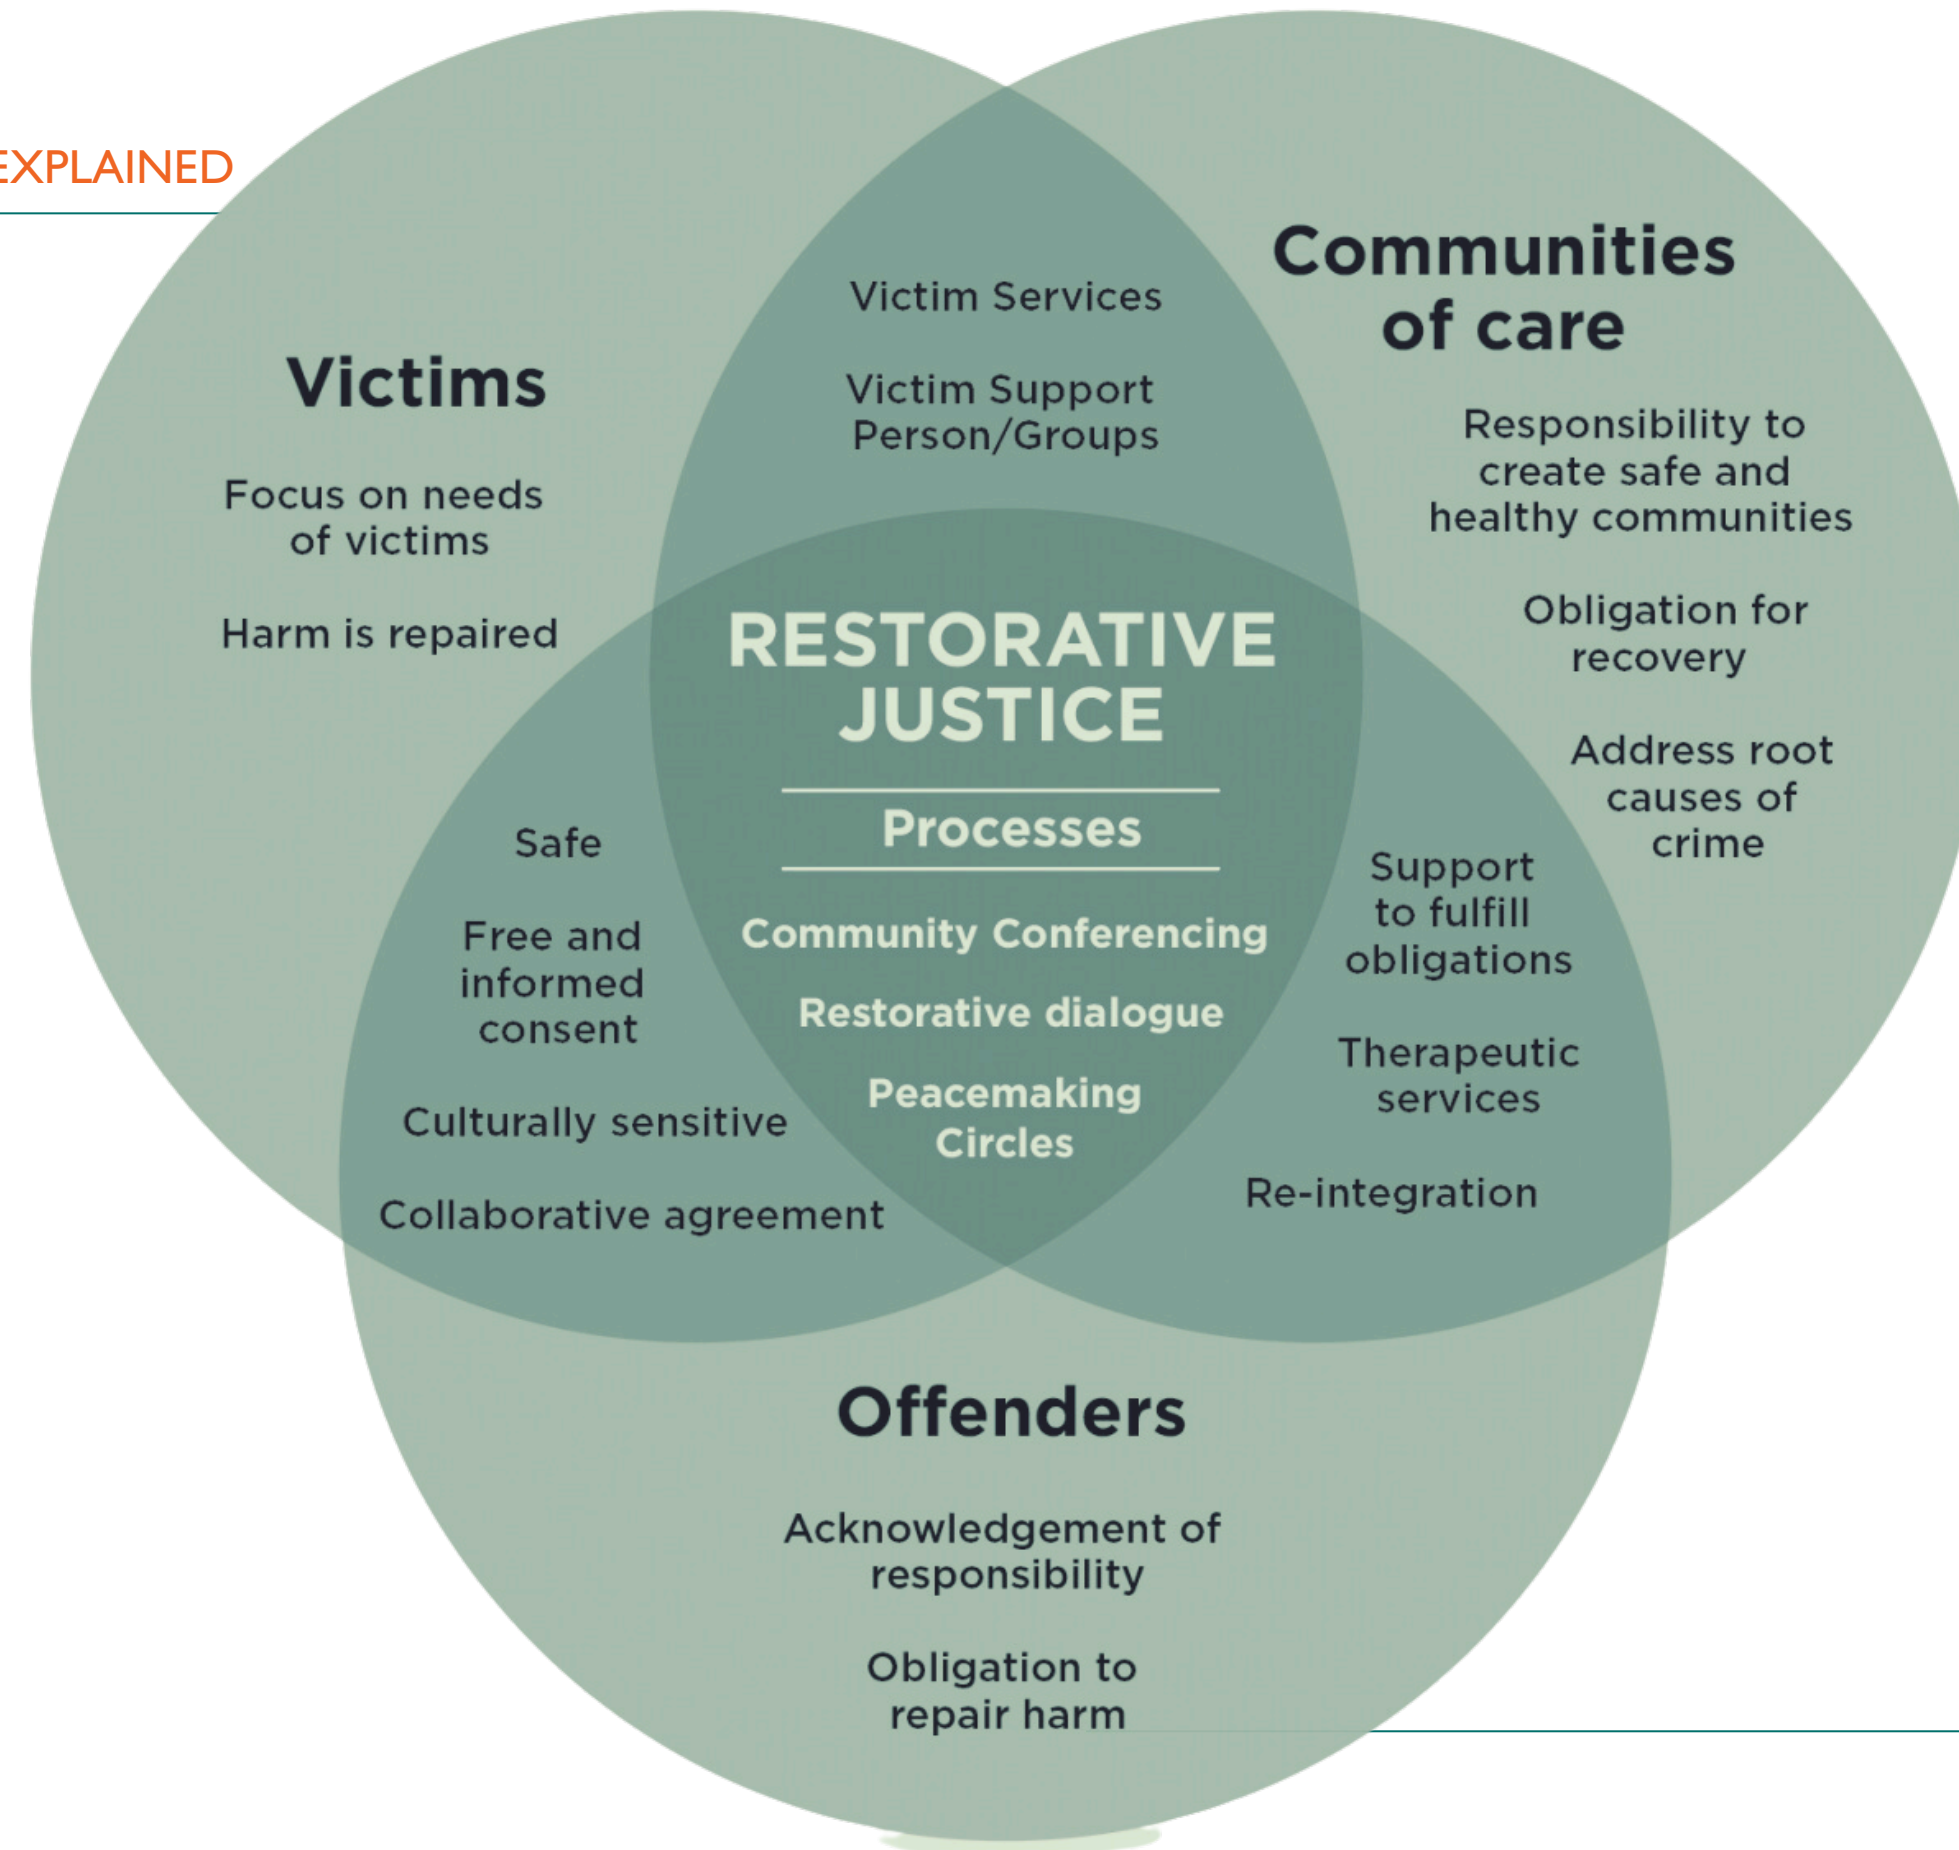 EXPLAINED
Victims
Focus on needs
of victims
Harm is repaired
Victim Services
Victim Support
Person/Groups
Communities
of care
Responsibility to
create safe and
healthy communities
Obligation for
recovery
Address root
causes of
crime
RESTORATIVE
JUSTICE
Processes
Community Conferencing
Restorative dialogue
Peacemaking
Circles
Safe
Free and
informed
consent
Culturally sensitive
Collaborative agreement
Support
to fulfill
obligations
Therapeutic
services
Re-integration
Offenders
Acknowledgement of
responsibility
Obligation to
repair harm